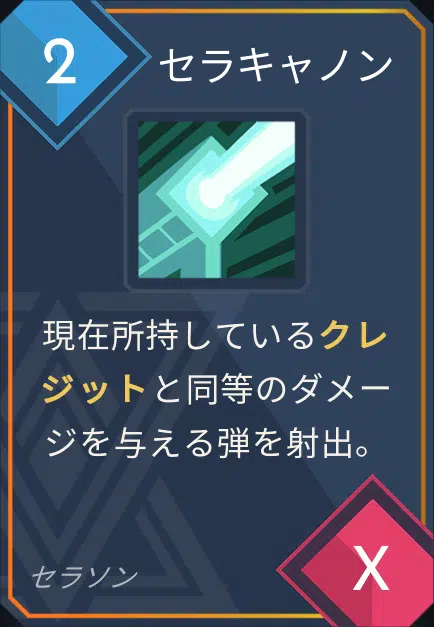 2
セラキャノン
現在所持しているクレ
ジットと同等のダメー
ジを与える弾を射出。
セラソン
X